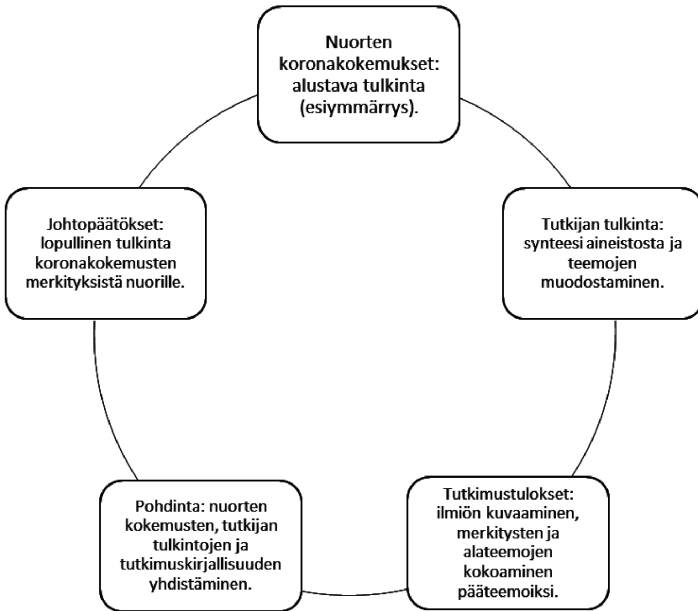 Nuorten
koronakokemukset:
alustava tulkinta
(esiymmärrys).
Tutkijan tulkinta:
synteesi aineistosta ja
teemojen
muodostaminen.
Tutkimustulokset:
ilmiön kuvaaminen,
merkitysten ja
alateemojen
kokoaminen
pääteemoiksi.
Pohdinta: nuorten
kokemusten, tutkijan
tulkintojen ja
tutkimuskirjallisuuden
yhdistäminen.
Johtopäätökset:
lopullinen tulkinta
koronakokemusten
merkityksistä nuorille.